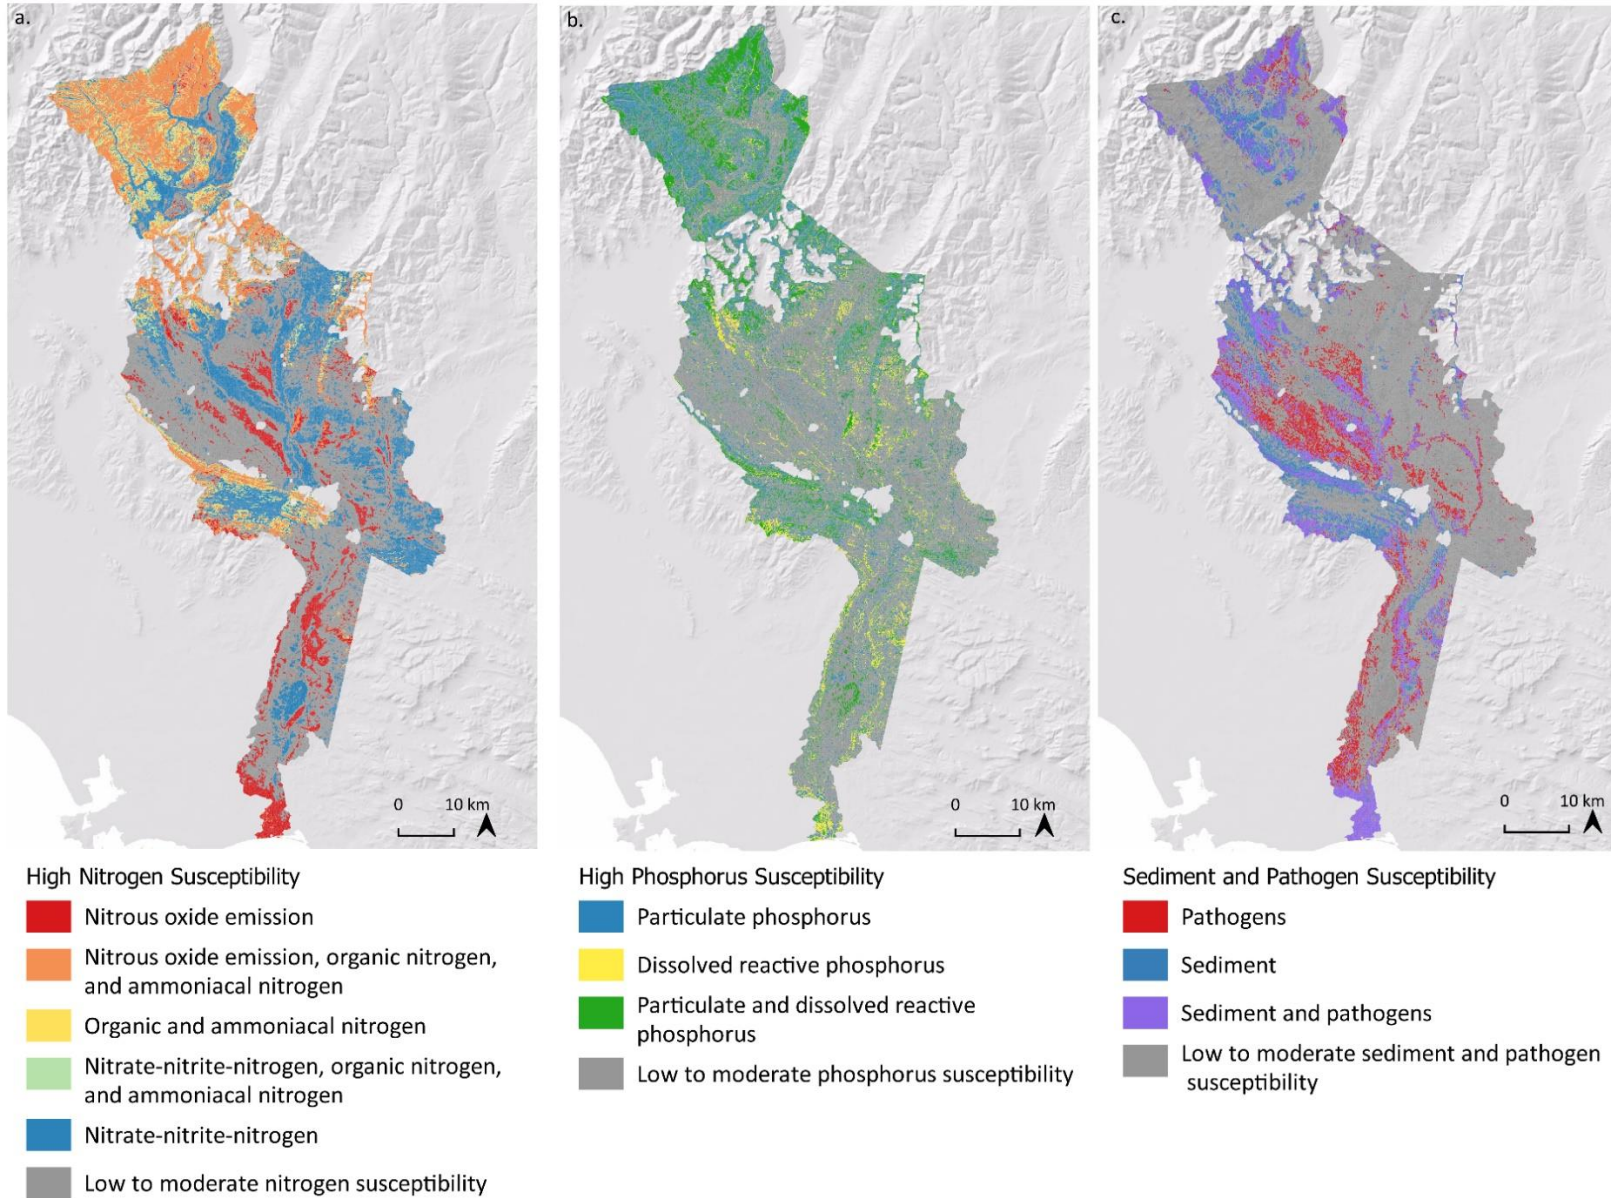 a.
b.
c.
0 10 km
0 10 km
0 10 km
High Nitrogen Susceptibility
Nitrous oxide emission
Nitrous oxide emission, organic nitrogen,
and ammoniacal nitrogen
Organic and ammoniacal nitrogen
Nitrate-nitrite-nitrogen, organic nitrogen,
and ammoniacal nitrogen
Nitrate-nitrite-nitrogen
Low to moderate nitrogen susceptibility
High Phosphorus Susceptibility
Particulate phosphorus
Dissolved reactive phosphorus
Particulate and dissolved reactive
phosphorus
Low to moderate phosphorus susceptibility
Sediment and Pathogen Susceptibility
Pathogens
Sediment
Sediment and pathogens
Low to moderate sediment and pathogen
susceptibility